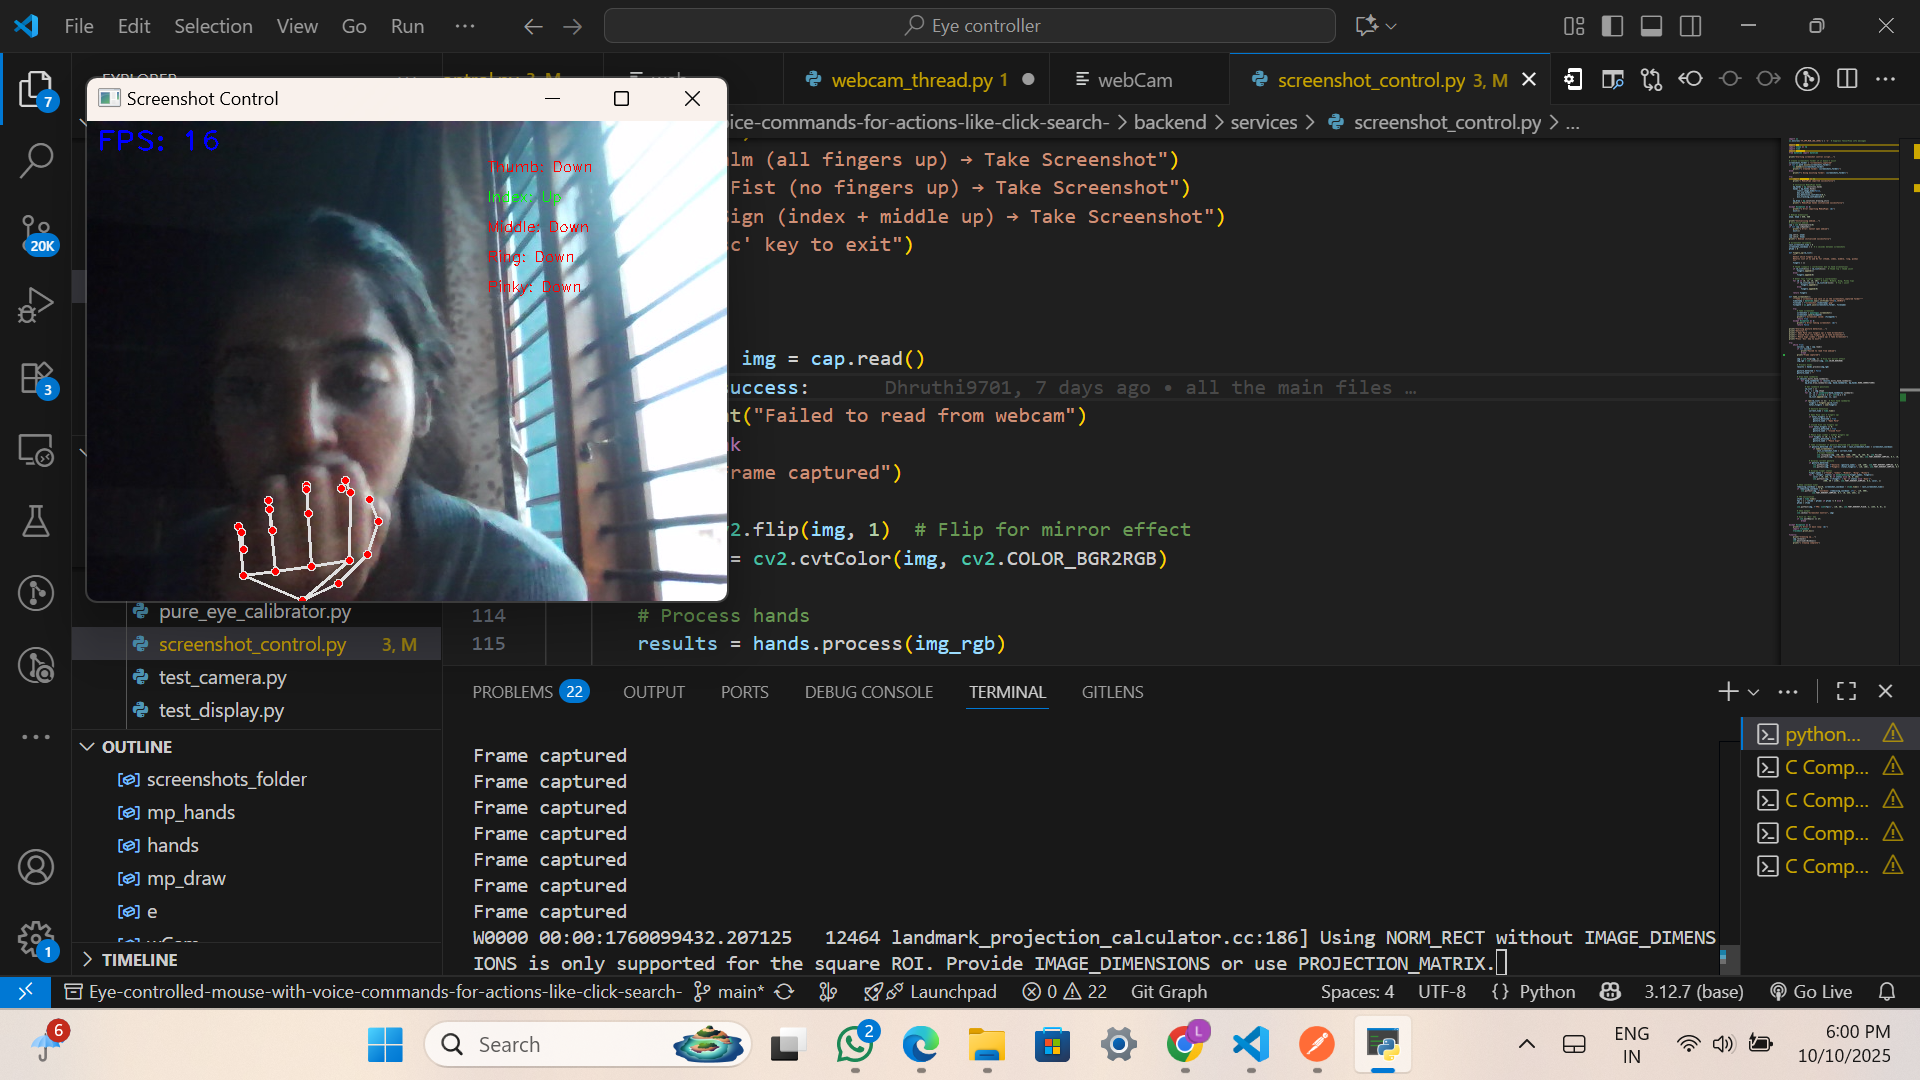 File Edit Selection View Go Run ...
Eye controller
EXPLORER
7
20K
3
1
Screenshot Control
FPS: 16
Thumb: Down
Index: Up
Middle: Down
Ring: Down
Pinky: Down
webcam_thread.py 1
webCam
screenshot_control.py 3, M
ice-commands-for-actions-like-click-search- > backend > services > screenshot_control.py > ...
lm (all fingers up) → Take Screenshot")
Fist (no fingers up) → Take Screenshot")
ign (index + middle up) → Take Screenshot")
c' key to exit")
img = cap.read()
success: Dhruthi9701, 7 days ago • all the main files …
t("Failed to read from webcam")
k
rame captured")
2.flip(img, 1) # Flip for mirror effect
= cv2.cvtColor(img, cv2.COLOR_BGR2RGB)
114 # Process hands
115 results = hands.process(img_rgb)
pure_eye_calibrator.py
screenshot_control.py 3, M
test_camera.py
test_display.py
OUTLINE
screenshots_folder
mp_hands
hands
mp_draw
e
TIMELINE
PROBLEMS 22 OUTPUT PORTS DEBUG CONSOLE TERMINAL GITLENS
Frame captured
Frame captured
Frame captured
Frame captured
Frame captured
Frame captured
Frame captured
W0000 00:00:1760099432.207125 12464 landmark_projection_calculator.cc:186] Using NORM_RECT without IMAGE_DIMENS
IONS is only supported for the square ROI. Provide IMAGE_DIMENSIONS or use PROJECTION_MATRIX.
python...
C Comp...
C Comp...
C Comp...
C Comp...
Eye-controlled-mouse-with-voice-commands-for-actions-like-click-search- main* Launchpad 0 22 Git Graph Spaces: 4 UTF-8 {} Python 3.12.7 (base) Go Live
6
Search
2
L
ENG
IN
6:00 PM
10/10/2025